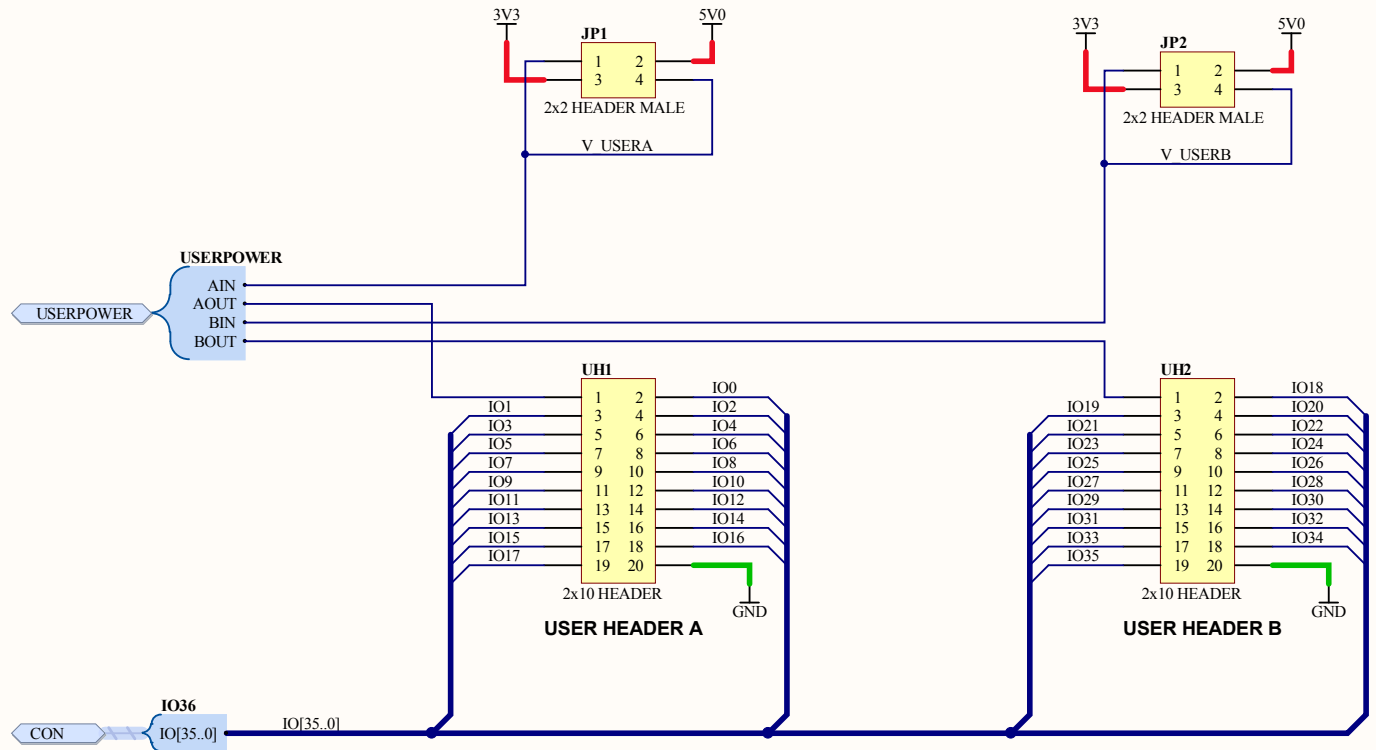 3V3 5V0 3V3 5V0
JP1 JP2
1 2
3 4
2x2 HEADER MALE
1 2
3 4
2x2 HEADER MALE
V_USERA V_USERB
USERPOWER
USERPOWER
AIN
AOUT
BIN
BOUT
UH1
1 2 IO0
IO1 3 4 IO2
IO3 5 6 IO4
IO5 7 8 IO6
IO7 9 10 IO8
IO9 11 12 IO10
IO11 13 14 IO12
IO13 15 16 IO14
IO15 17 18 IO16
IO17 19 20
2x10 HEADER GND
USER HEADER A
UH2
1 2 IO18
IO19 3 4 IO20
IO21 5 6 IO22
IO23 7 8 IO24
IO25 9 10 IO26
IO27 11 12 IO28
IO29 13 14 IO30
IO31 15 16 IO32
IO33 17 18 IO34
IO35 19 20
2x10 HEADER GND
USER HEADER B
IO36
CON IO[35..0] IO[35..0]